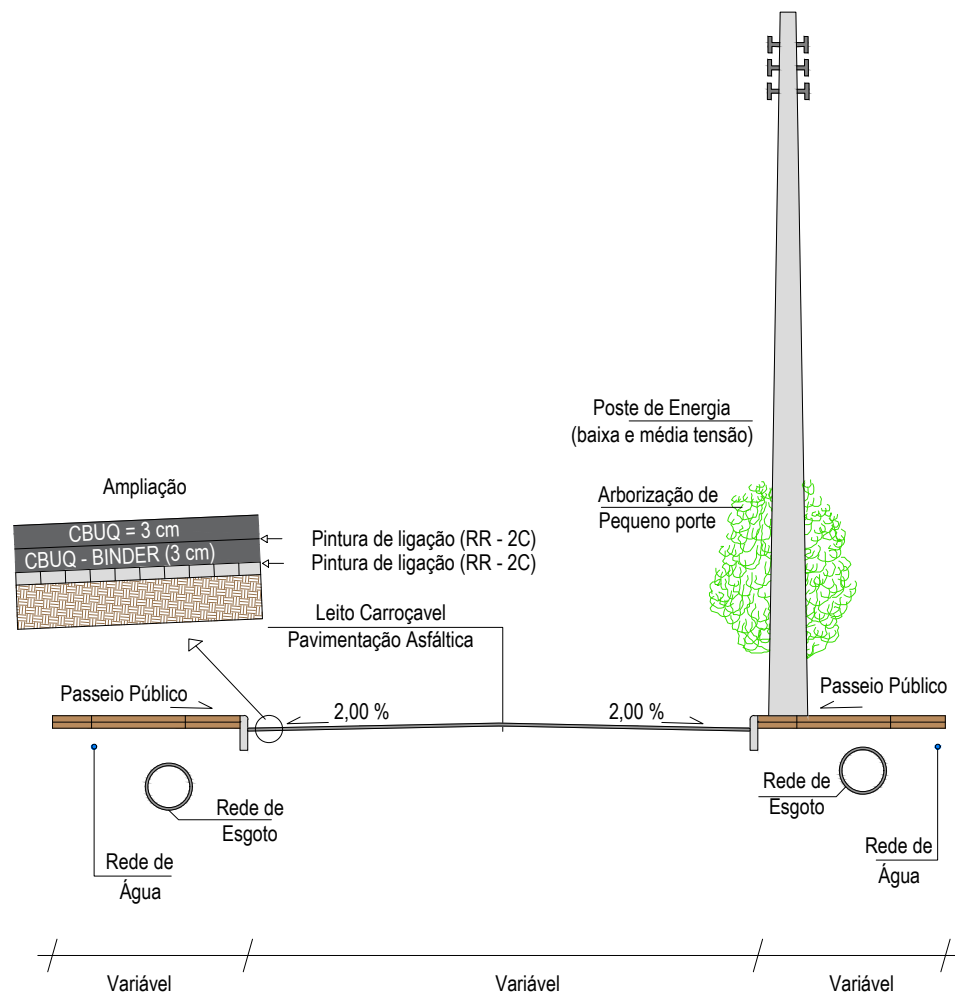 Poste de Energia
(baixa e média tensão)
Ampliação
Arborização de
Pequeno porte
CBUQ = 3 cm
CBUQ - BINDER (3 cm)
Pintura de ligação (RR - 2C)
Pintura de ligação (RR - 2C)
Leito Carroçavel
Pavimentação Asfáltica
Passeio Público
2,00 %
2,00 %
Passeio Público
Rede de
Esgoto
Rede de
Esgoto
Rede de
Água
Rede de
Água
Variável
Variável
Variável